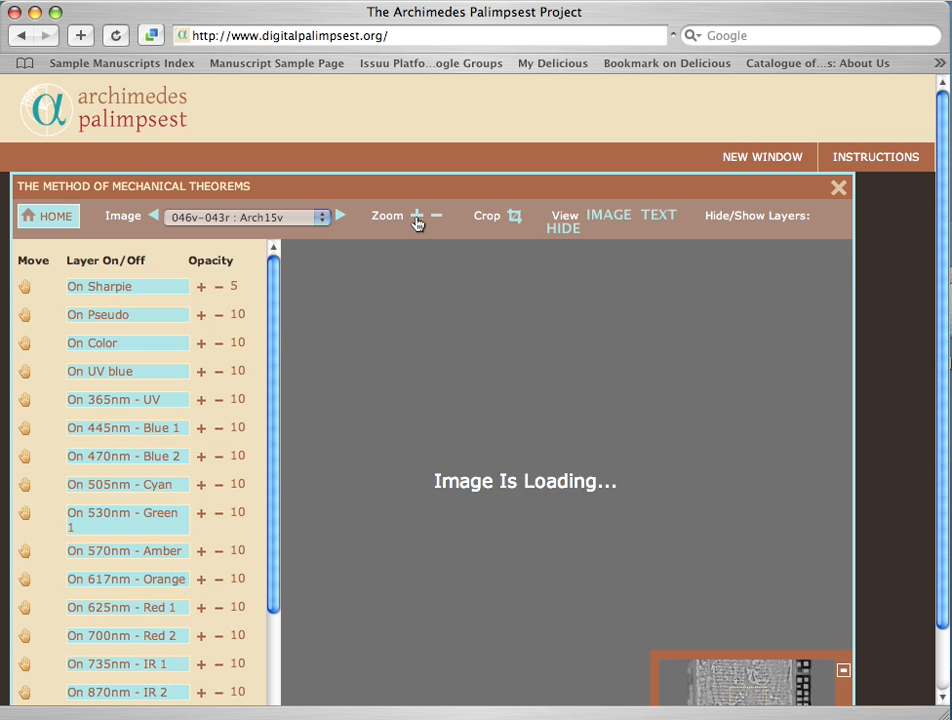 The Archimedes Palimpsest Project
http://www.digitalpalimpsest.org/
Google
Sample Manuscripts Index Manuscript Sample Page Issuu Platfo...ogle Groups My Delicious Bookmark on Delicious Catalogue of...s: About Us
α archimedes
palimpsest
NEW WINDOW INSTRUCTIONS
THE METHOD OF MECHANICAL THEOREMS
HOME Image 046v-043r : Arch15v Zoom + − Crop View IMAGE TEXT Hide/Show Layers:
HIDE
Move Layer On/Off Opacity
On Sharpie + − 5
On Pseudo + − 10
On Color + − 10
On UV blue + − 10
On 365nm - UV + − 10
On 445nm - Blue 1 + − 10
On 470nm - Blue 2 + − 10
Image Is Loading...
On 505nm - Cyan + − 10
On 530nm - Green + − 10
1
On 570nm - Amber + − 10
On 617nm - Orange + − 10
On 625nm - Red 1 + − 10
On 700nm - Red 2 + − 10
On 735nm - IR 1 + − 10
On 870nm - IR 2 + − 10